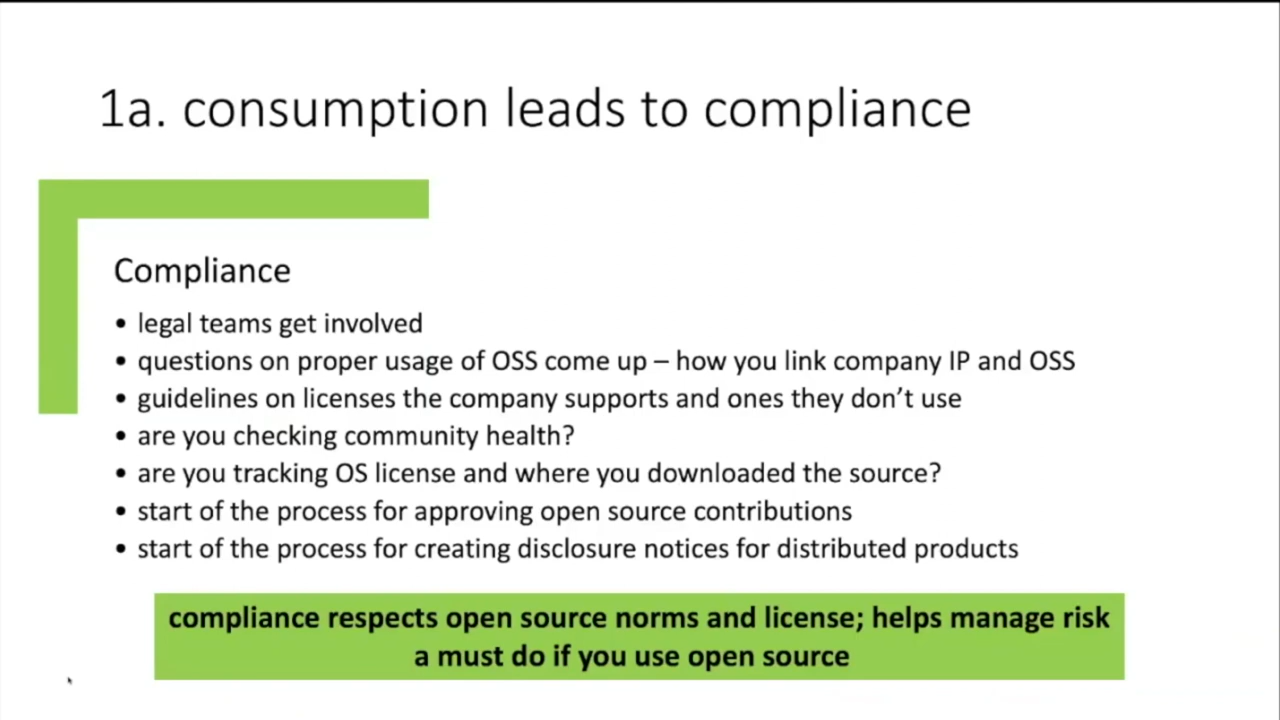 1a. consumption leads to compliance
Compliance
• legal teams get involved
• questions on proper usage of OSS come up – how you link company IP and OSS
• guidelines on licenses the company supports and ones they don’t use
• are you checking community health?
• are you tracking OS license and where you downloaded the source?
• start of the process for approving open source contributions
• start of the process for creating disclosure notices for distributed products
compliance respects open source norms and license; helps manage risk
a must do if you use open source